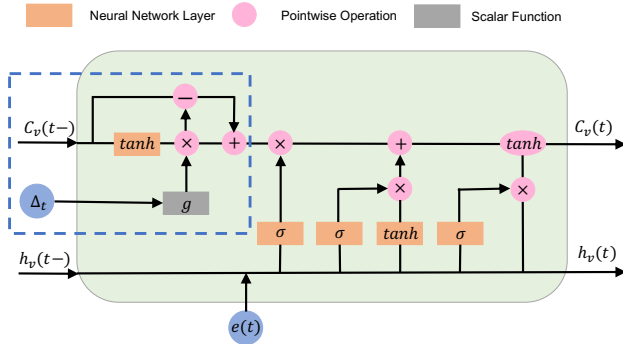 Neural Network Layer Pointwise Operation Scalar Function
−
C_v(t−) tanh × + × + tanh C_v(t)
Δ_t g × ×
σ σ tanh σ
h_v(t−) h_v(t)
e(t)